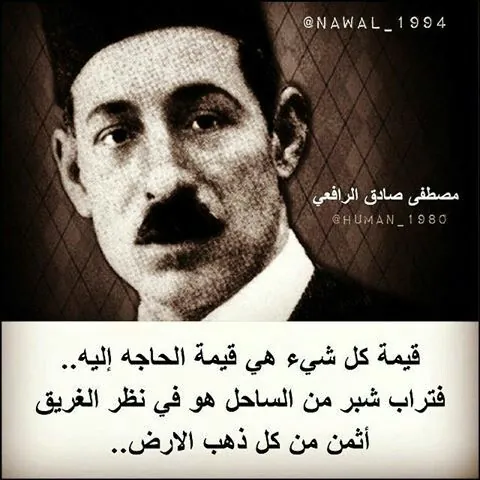 @NAWAL_1994
مصطفى صادق الرافعي
@HUMAN_1980
قيمة كل شيء هي قيمة الحاجه إليه..
فتراب شبر من الساحل هو في نظر الغريق
أثمن من كل ذهب الارض..